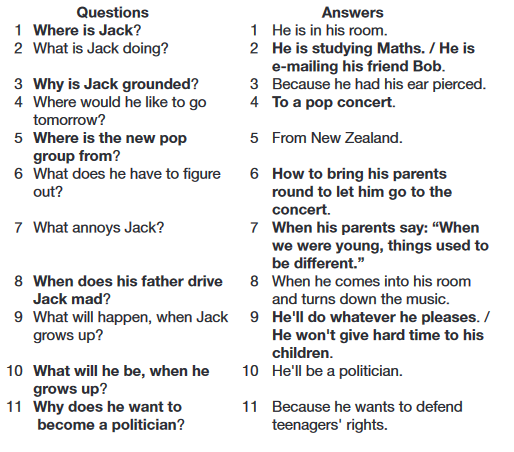 Questions Answers
1 Where is Jack? 1 He is in his room.
2 What is Jack doing? 2 He is studying Maths. / He is
e-mailing his friend Bob.
3 Why is Jack grounded? 3 Because he had his ear pierced.
4 Where would he like to go 4 To a pop concert.
tomorrow?
5 Where is the new pop 5 From New Zealand.
group from?
6 What does he have to figure 6 How to bring his parents
out? round to let him go to the
concert.
7 What annoys Jack? 7 When his parents say: “When
we were young, things used to
be different.”
8 When does his father drive 8 When he comes into his room
Jack mad? and turns down the music.
9 What will happen, when Jack 9 He'll do whatever he pleases. /
grows up? He won't give hard time to his
children.
10 What will he be, when he 10 He'll be a politician.
grows up?
11 Why does he want to 11 Because he wants to defend
become a politician? teenagers' rights.